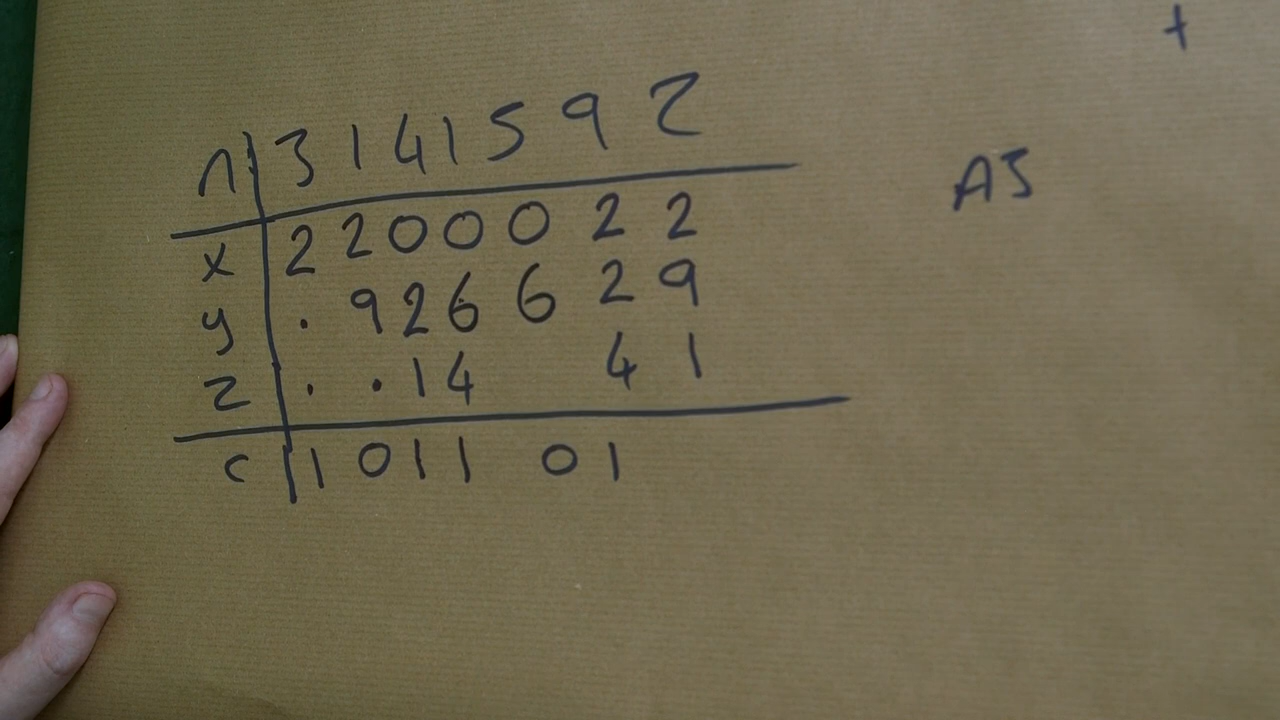 +
n 3 1 4 1 5 9 2
A5
x 2 2 0 0 0 2 2
y . 9 2 6 6 2 9
z . . 1 4 4 1
c 1 0 1 1 0 1